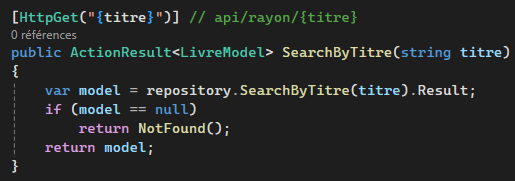 [HttpGet("{titre}")] // api/rayon/{titre}
0 références
public ActionResult<LivreModel> SearchByTitre(string titre)
{
    var model = repository.SearchByTitre(titre).Result;
    if (model == null)
        return NotFound();
    return model;
}